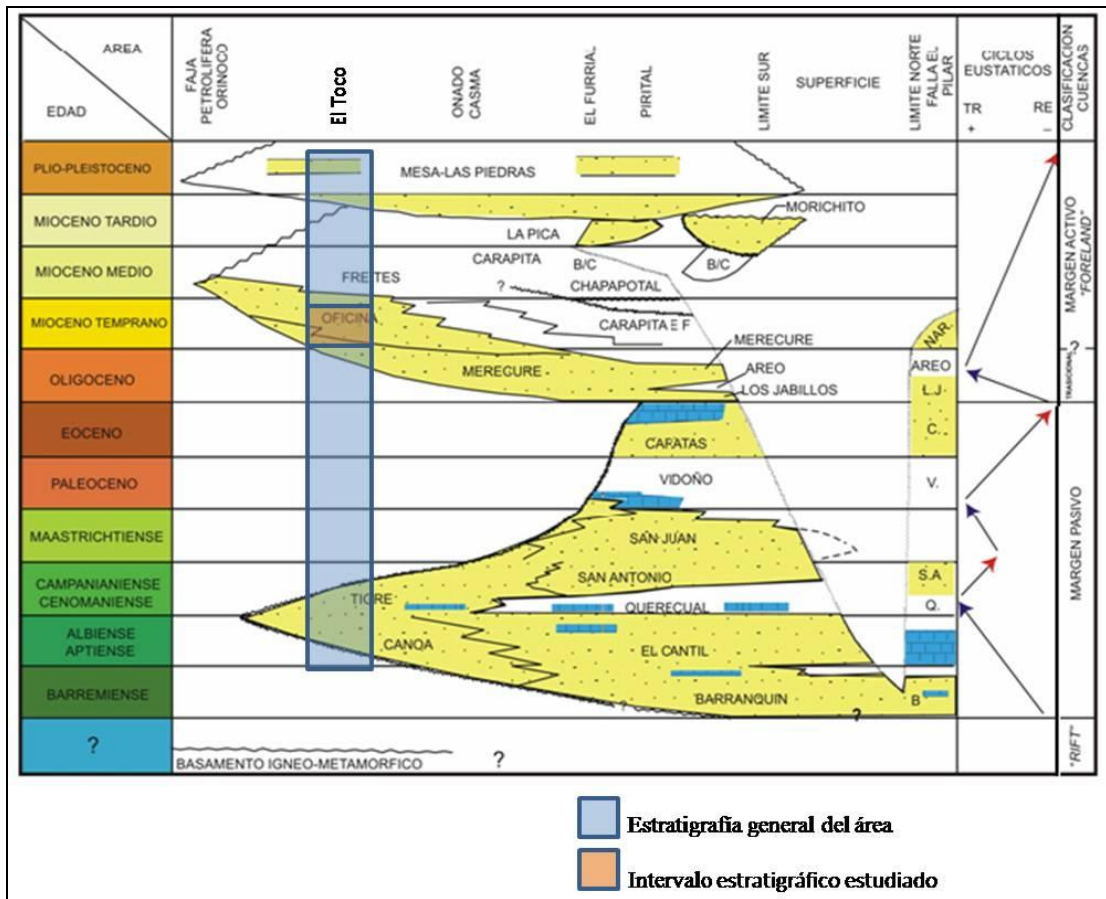 AREA
EDAD
FAJA PETROLIFERA ORINOCO
El Toco
ONADO CASMA
EL FURRIAL
PIRITAL
LIMITE SUR
SUPERFICIE
LIMITE NORTE FALLA EL PILAR
CICLOS EUSTATICOS
TR RE
+ –
CLASIFICACION CUENCAS
PLIO-PLEISTOCENO
MESA-LAS PIEDRAS
MIOCENO TARDIO
LA PICA
MORICHITO
MIOCENO MEDIO
FREITES
CARAPITA
B/C
B/C
?
CHAPAPOTAL
MIOCENO TEMPRANO
OFICINA
CARAPITA E F
NAR.
MERECURE
OLIGOCENO
MERECURE
AREO
LOS JABILLOS
AREO
L.J
EOCENO
CARATAS
C.
PALEOCENO
VIDOÑO
V.
MAASTRICHTIENSE
SAN JUAN
CAMPANIANIENSE
CENOMANIENSE
TIGRE
SAN ANTONIO
QUERECUAL
S.A
Q.
ALBIENSE
APTIENSE
CANOA
EL CANTIL
BARREMIENSE
BARRANQUIN
B
?
?
?
BASAMENTO IGNEO-METAMORFICO ?
MARGEN ACTIVO
"FORELAND"
?
TRASICIONAL
MARGEN PASIVO
"RIFT"
Estratigrafía general del área
Intervalo estratigráfico estudiado